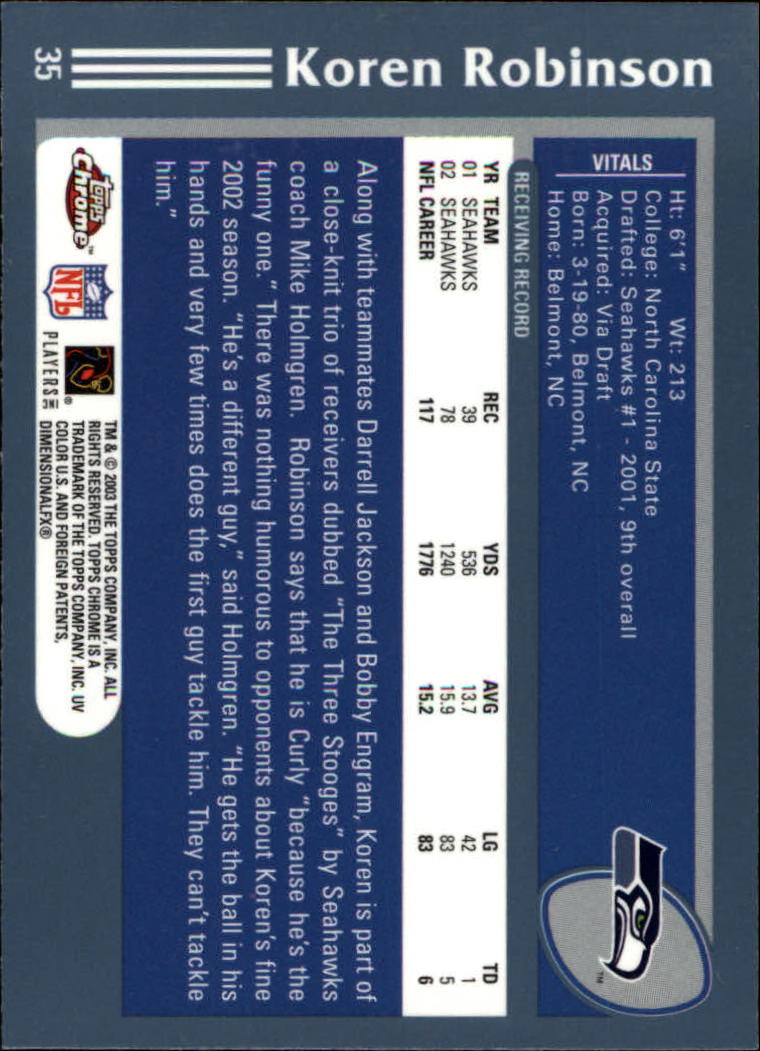 35
Koren Robinson
VITALS
Ht: 6'1" Wt: 213
College: North Carolina State
Drafted: Seahawks #1 - 2001, 9th overall
Acquired: Via Draft
Born: 3-19-80, Belmont, NC
Home: Belmont, NC
RECEIVING RECORD
YR TEAM REC YDS AVG LG TD
01 SEAHAWKS 39 536 13.7 42 1
02 SEAHAWKS 78 1240 15.9 83 5
NFL CAREER 117 1776 15.2 83 6
Along with teammates Darrell Jackson and Bobby Engram, Koren is part of
a close-knit trio of receivers dubbed "The Three Stooges" by Seahawks
coach Mike Holmgren. Robinson says that he is Curly "because he's the
funny one." There was nothing humorous to opponents about Koren's fine
2002 season. "He's a different guy," said Holmgren. "He gets the ball in his
hands and very few times does the first guy tackle him. They can't tackle
him."
Topps
Chrome™
NFL
PLAYERS INC
®
TM & © 2003 THE TOPPS COMPANY, INC. ALL
RIGHTS RESERVED. TOPPS CHROME IS A
TRADEMARK OF THE TOPPS COMPANY, INC. UV
COLOR U.S. AND FOREIGN PATENTS,
DIMENSIONALFX®
TM